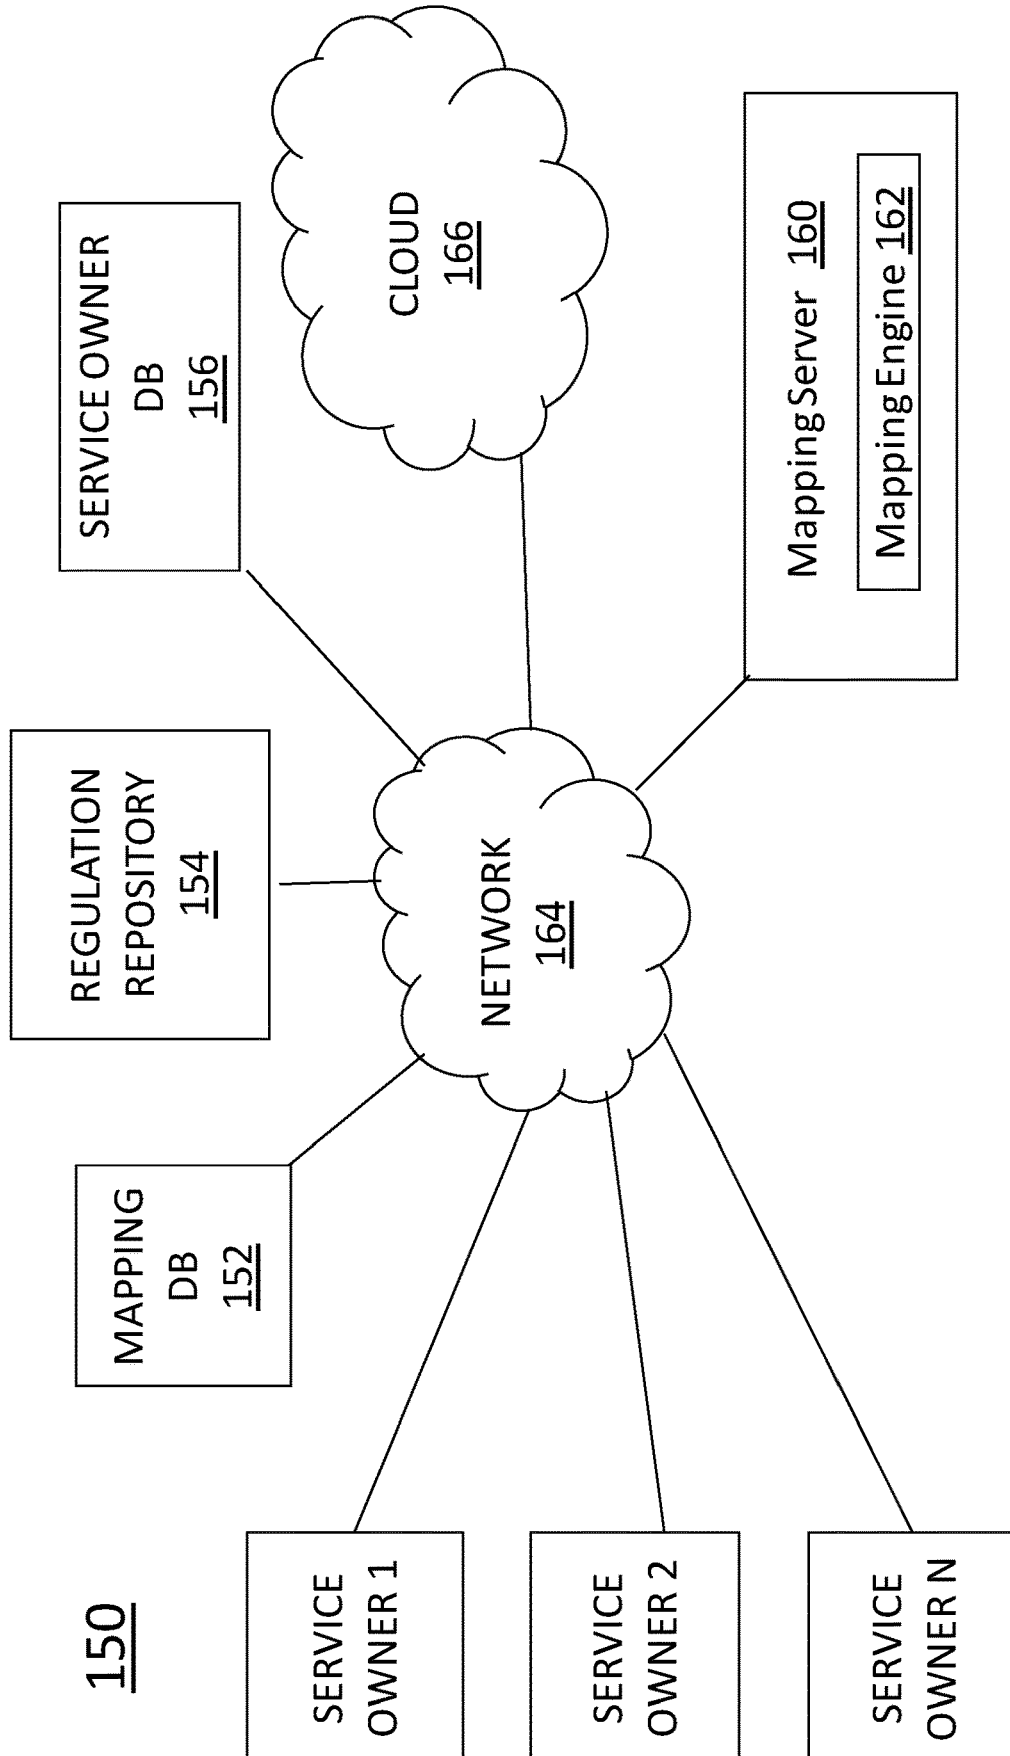 150
MAPPING
DB
152
REGULATION
REPOSITORY
154
SERVICE OWNER
DB
156
SERVICE
OWNER 1
SERVICE
OWNER 2
SERVICE
OWNER N
NETWORK
164
CLOUD
166
Mapping Server 160
Mapping Engine 162